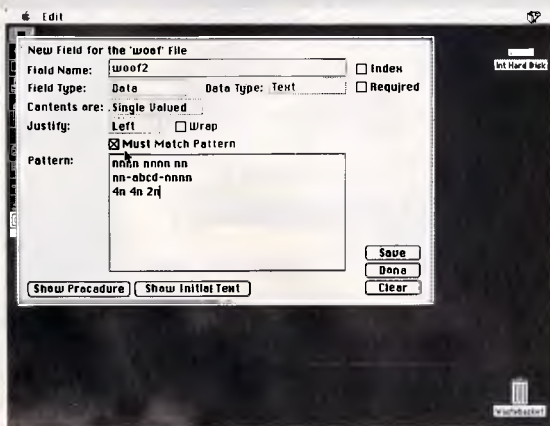 Edit
New Field for the 'woof' File
Field Name: woof2
Index
Field Type: Data Data Type: Text
Required
Contents are: Single Valued
Justify: Left Wrap
Must Match Pattern
Pattern:
nnnn nnnn nn
nn-abcd-nnnn
4n 4n 2n
Save
Done
Clear
Show Procedure Show Initial Text
Int Hard Disk
Wastebasket